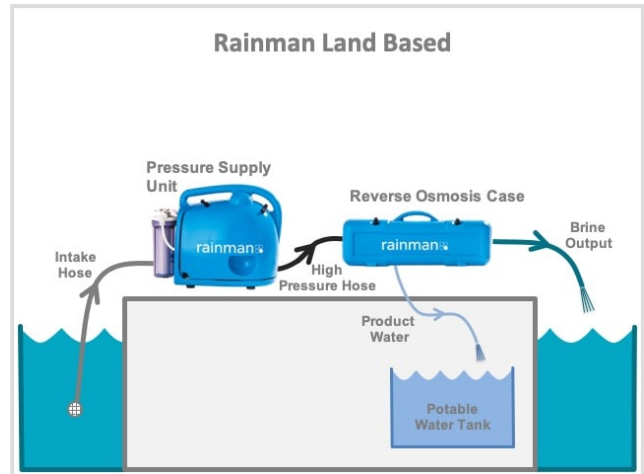 Rainman Land Based
Pressure Supply
Unit
Reverse Osmosis Case
Intake
Hose
rainman
High
Pressure Hose
rainman
Brine
Output
Product
Water
Potable
Water Tank